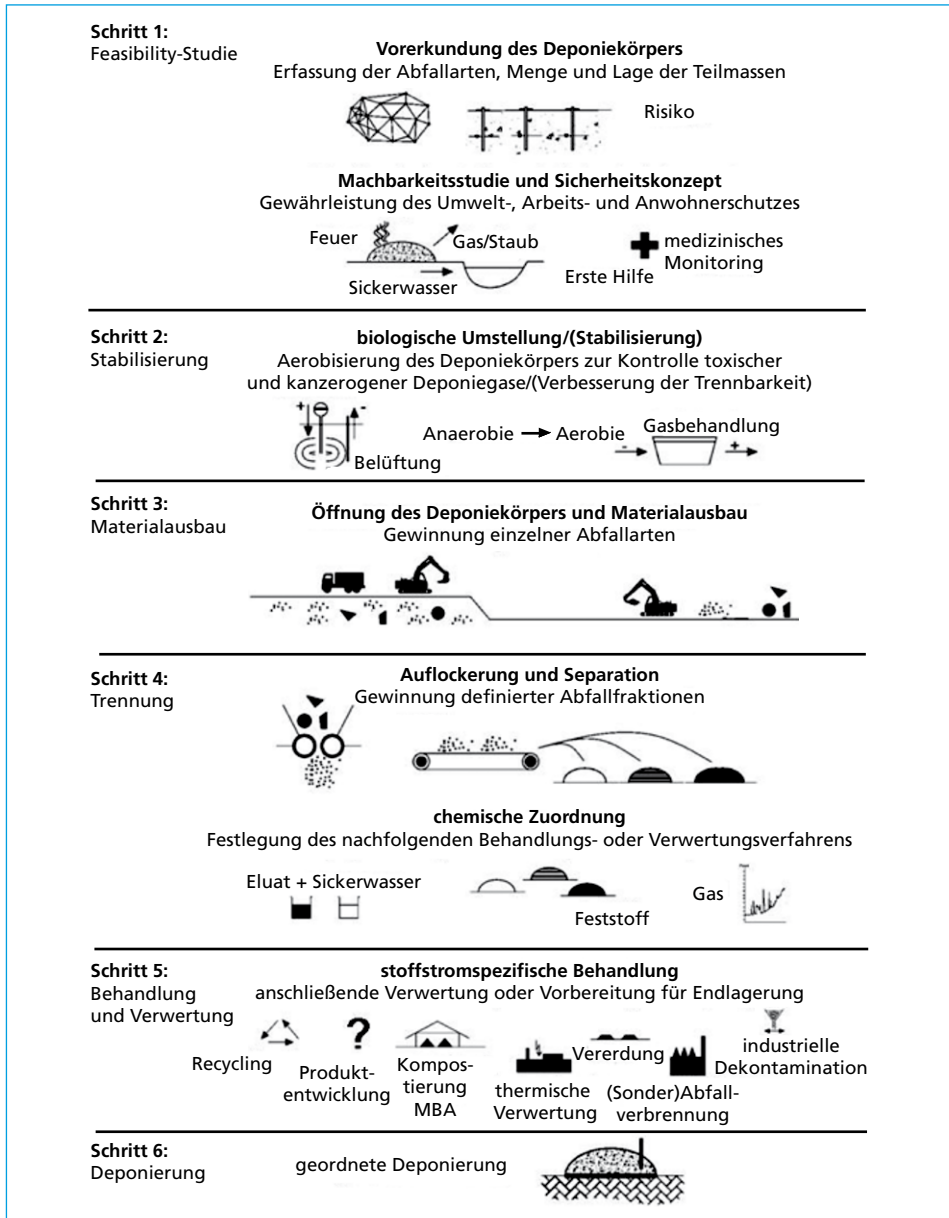 Schritt 1:
Feasibility-Studie
Vorerkundung des Deponiekörpers
Erfassung der Abfallarten, Menge und Lage der Teilmassen
Risiko
Machbarkeitsstudie und Sicherheitskonzept
Gewährleistung des Umwelt-, Arbeits- und Anwohnerschutzes
Feuer
Gas/Staub
Sickerwasser
Erste Hilfe
medizinisches
Monitoring
Schritt 2:
Stabilisierung
biologische Umstellung/(Stabilisierung)
Aerobisierung des Deponiekörpers zur Kontrolle toxischer
und kanzerogener Deponiegase/(Verbesserung der Trennbarkeit)
+ -
Belüftung
Anaerobie → Aerobie
Gasbehandlung
- +
Schritt 3:
Materialausbau
Öffnung des Deponiekörpers und Materialausbau
Gewinnung einzelner Abfallarten
Schritt 4:
Trennung
Auflockerung und Separation
Gewinnung definierter Abfallfraktionen
chemische Zuordnung
Festlegung des nachfolgenden Behandlungs- oder Verwertungsverfahrens
Eluat + Sickerwasser
Feststoff
Gas
Schritt 5:
Behandlung
und Verwertung
stoffstromspezifische Behandlung
anschließende Verwertung oder Vorbereitung für Endlagerung
Recycling
?
Produkt-
entwicklung
Kompos-
tierung
MBA
thermische
Verwertung
Vererdung
(Sonder)Abfall-
verbrennung
industrielle
Dekontamination
Schritt 6:
Deponierung
geordnete Deponierung